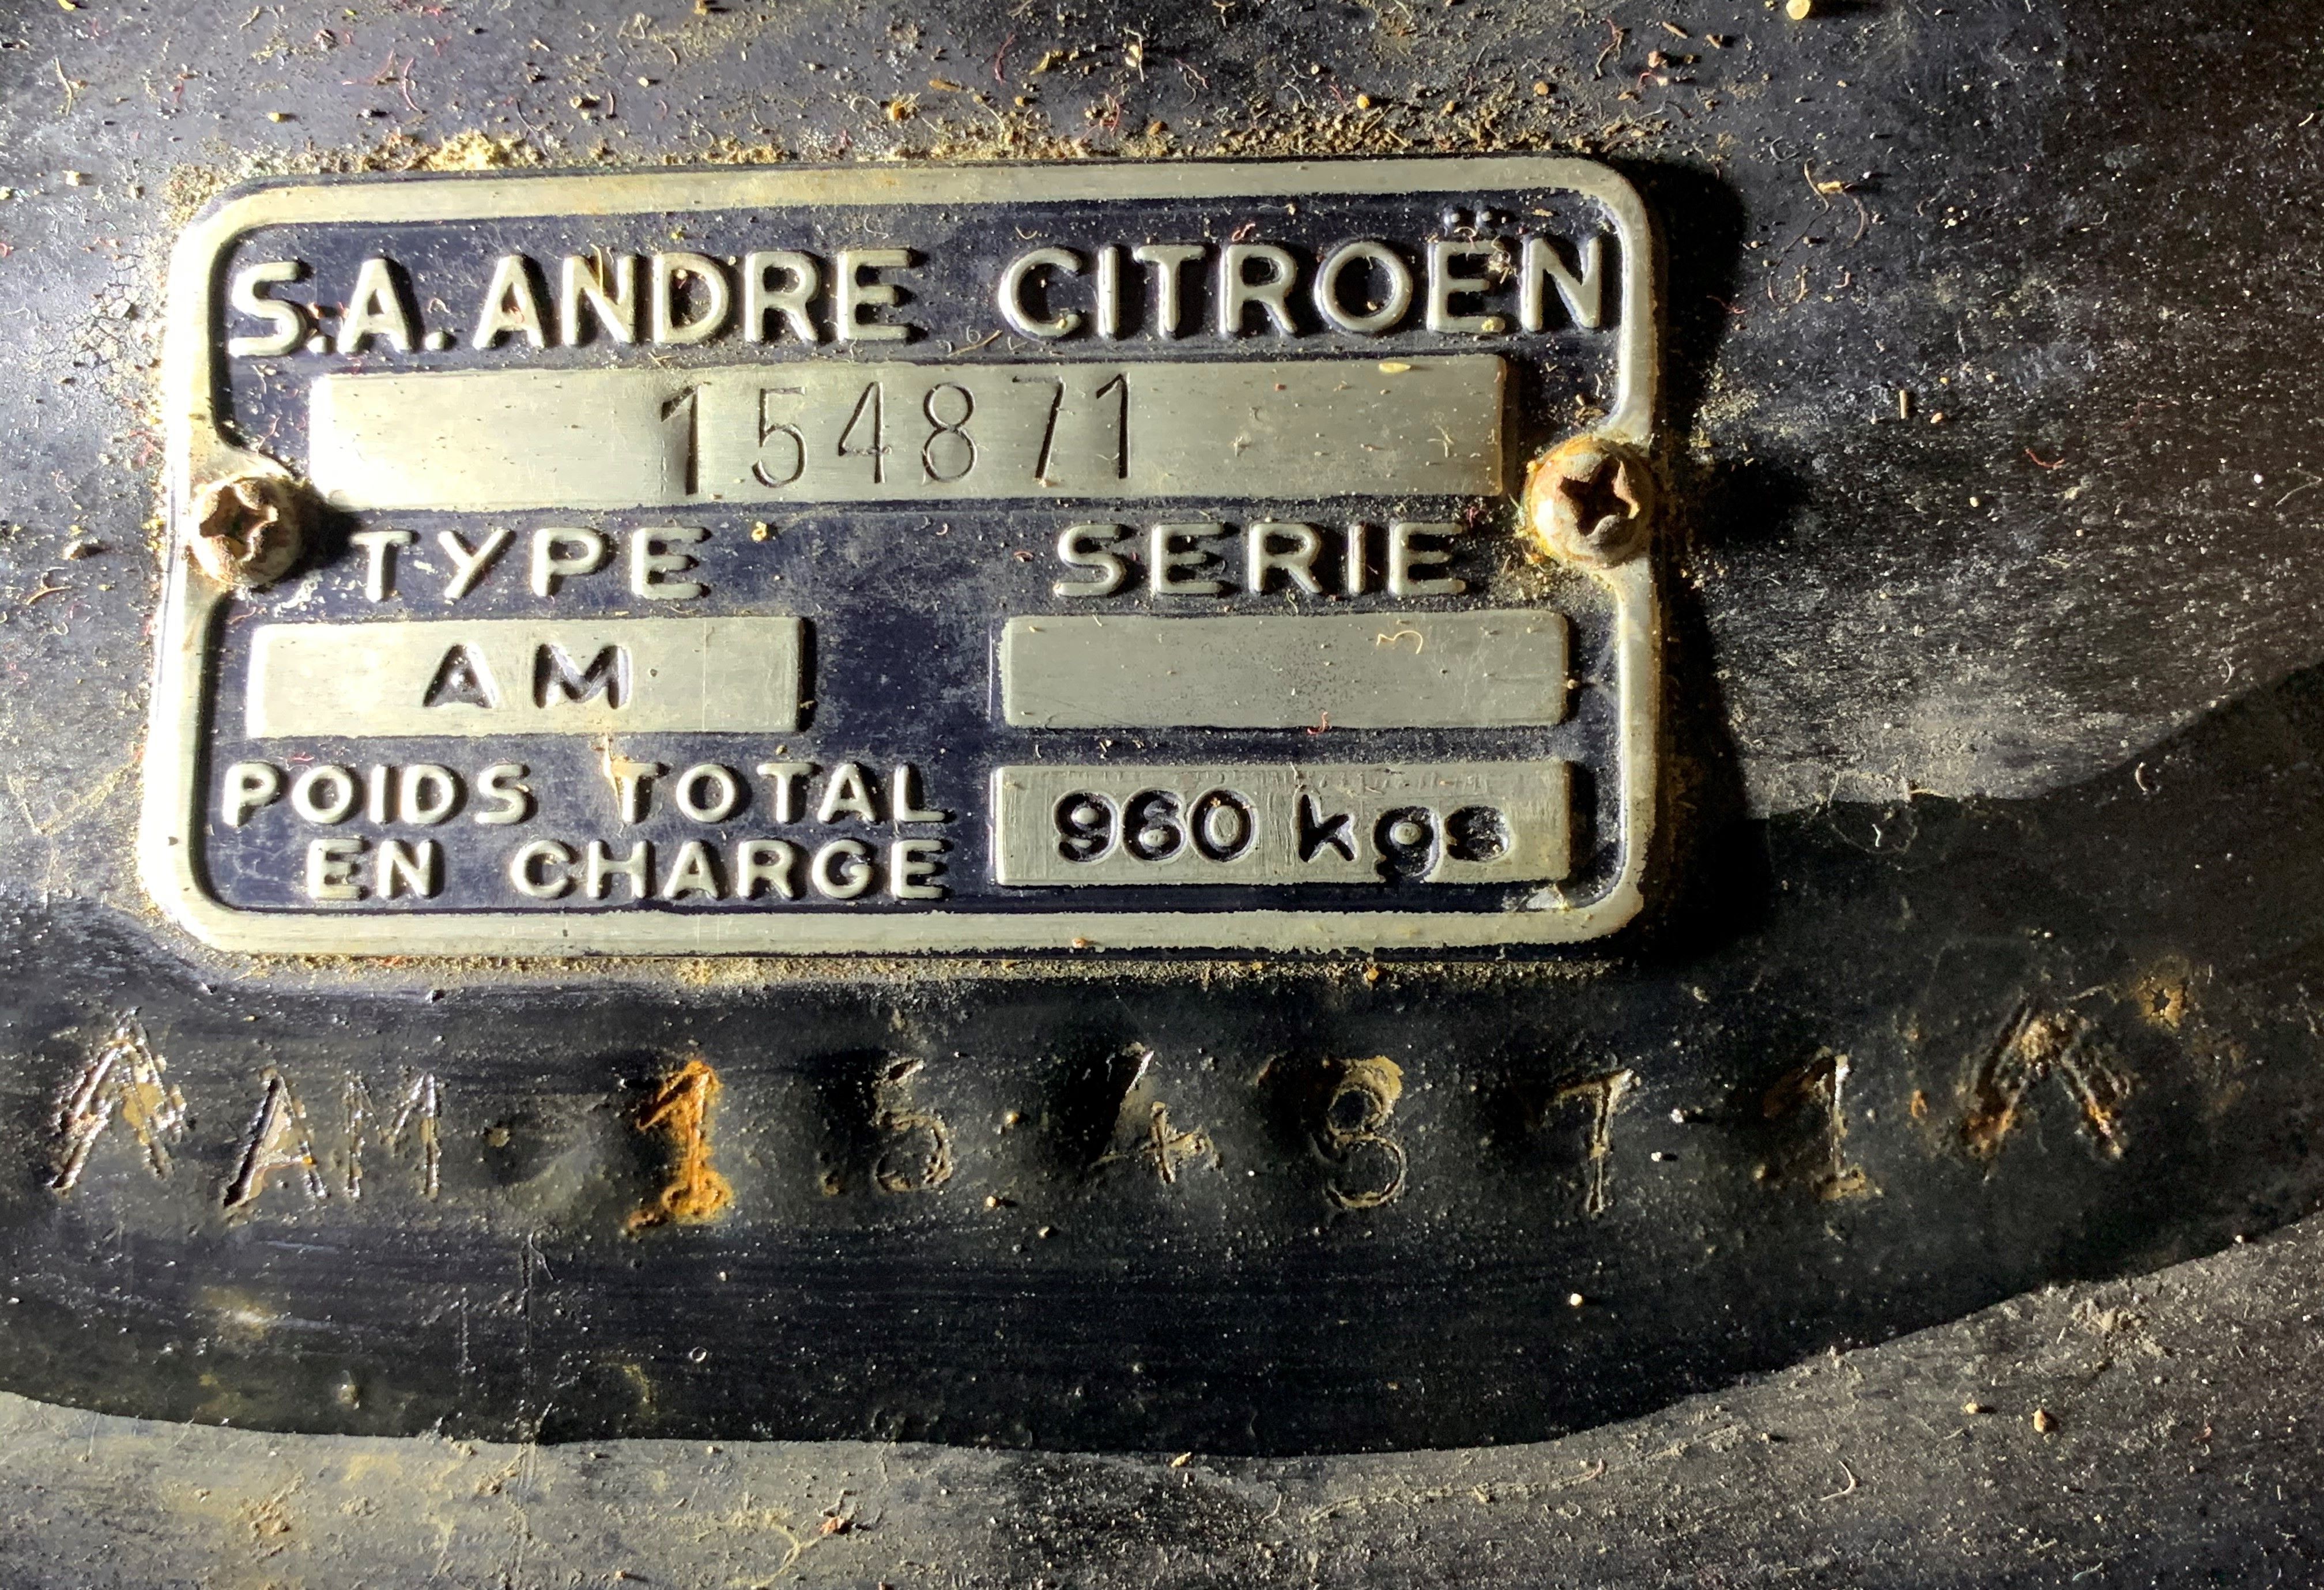 S.A. ANDRE CITROËN
154871
TYPE SERIE
AM
POIDS TOTAL
EN CHARGE 960 kgs
AM 154871